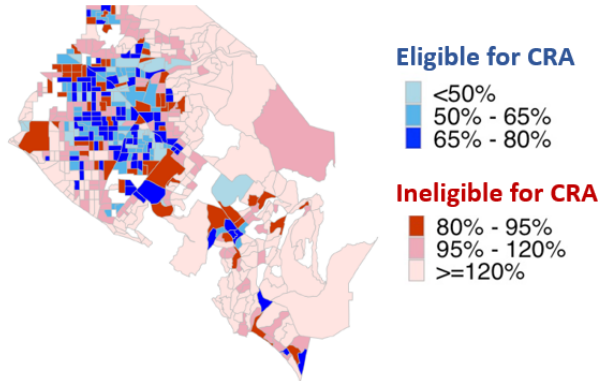 Eligible for CRA
<50%
50% - 65%
65% - 80%
Ineligible for CRA
80% - 95%
95% - 120%
>=120%